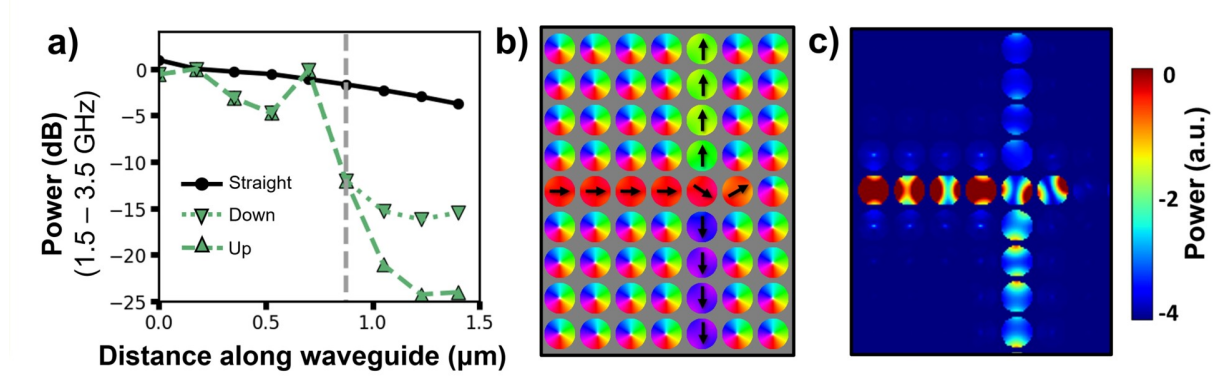 a)
Power (dB)
(1.5 – 3.5 GHz)
0
−5
−10
−15
−20
−25
Straight
Down
Up
0.0 0.5 1.0 1.5
Distance along waveguide (μm)
b)
c)
0
-2
-4
Power (a.u.)